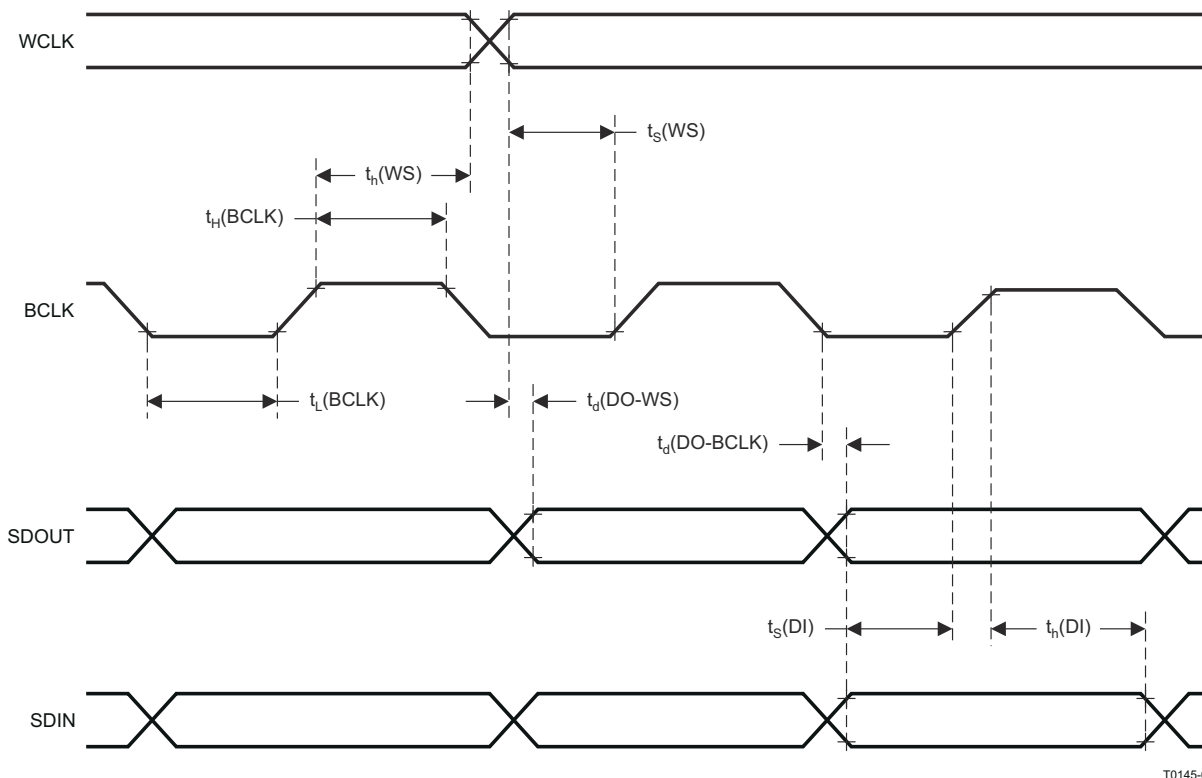 WCLK
tS(WS)
th(WS)
tH(BCLK)
BCLK
tL(BCLK)
td(DO-WS)
td(DO-BCLK)
SDOUT
tS(DI)
th(DI)
SDIN